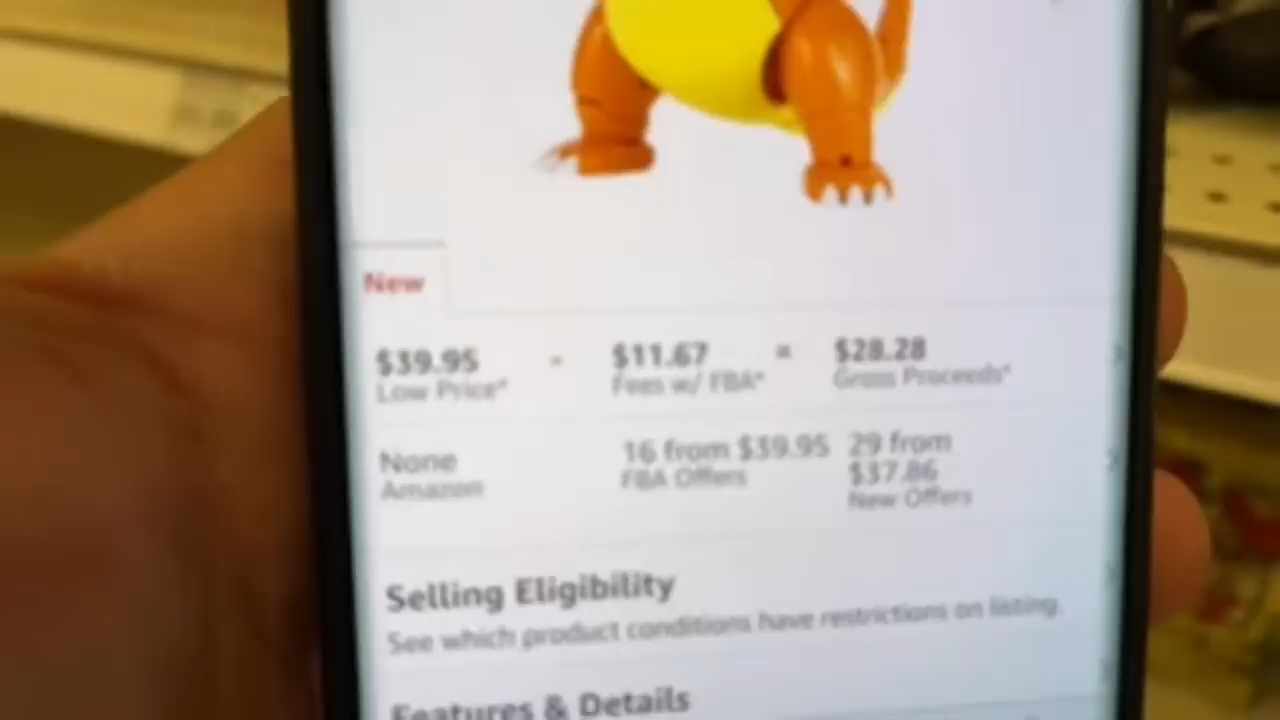 New
$39.95 - $11.67 = $28.28
Low Price* Fees w/ FBA* Gross Proceeds*
None 16 from $39.95 29 from
Amazon FBA Offers $37.86
New Offers
Selling Eligibility
See which product conditions have restrictions on listing.
Features & Details